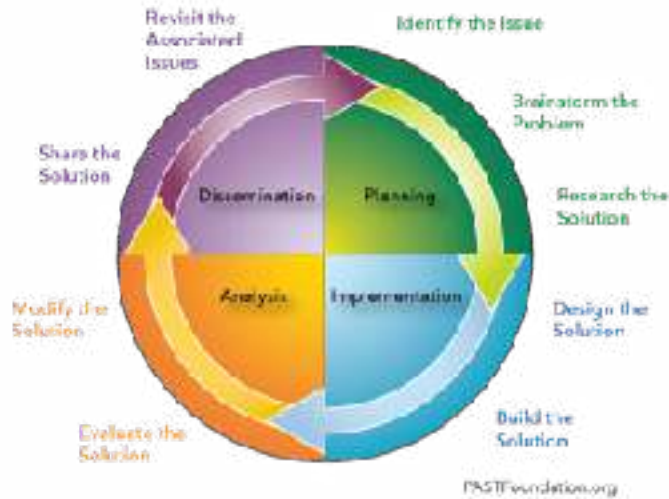 Identify the Issue
Brainstorm the
Problem
Research the
Solution
Design the
Solution
Build the
Solution
Evaluate the
Solution
Modify the
Solution
Share the
Solution
Revisit the
Associated
Issues
Dissemination
Planning
Analysis
Implementation
PASTFoundation.org